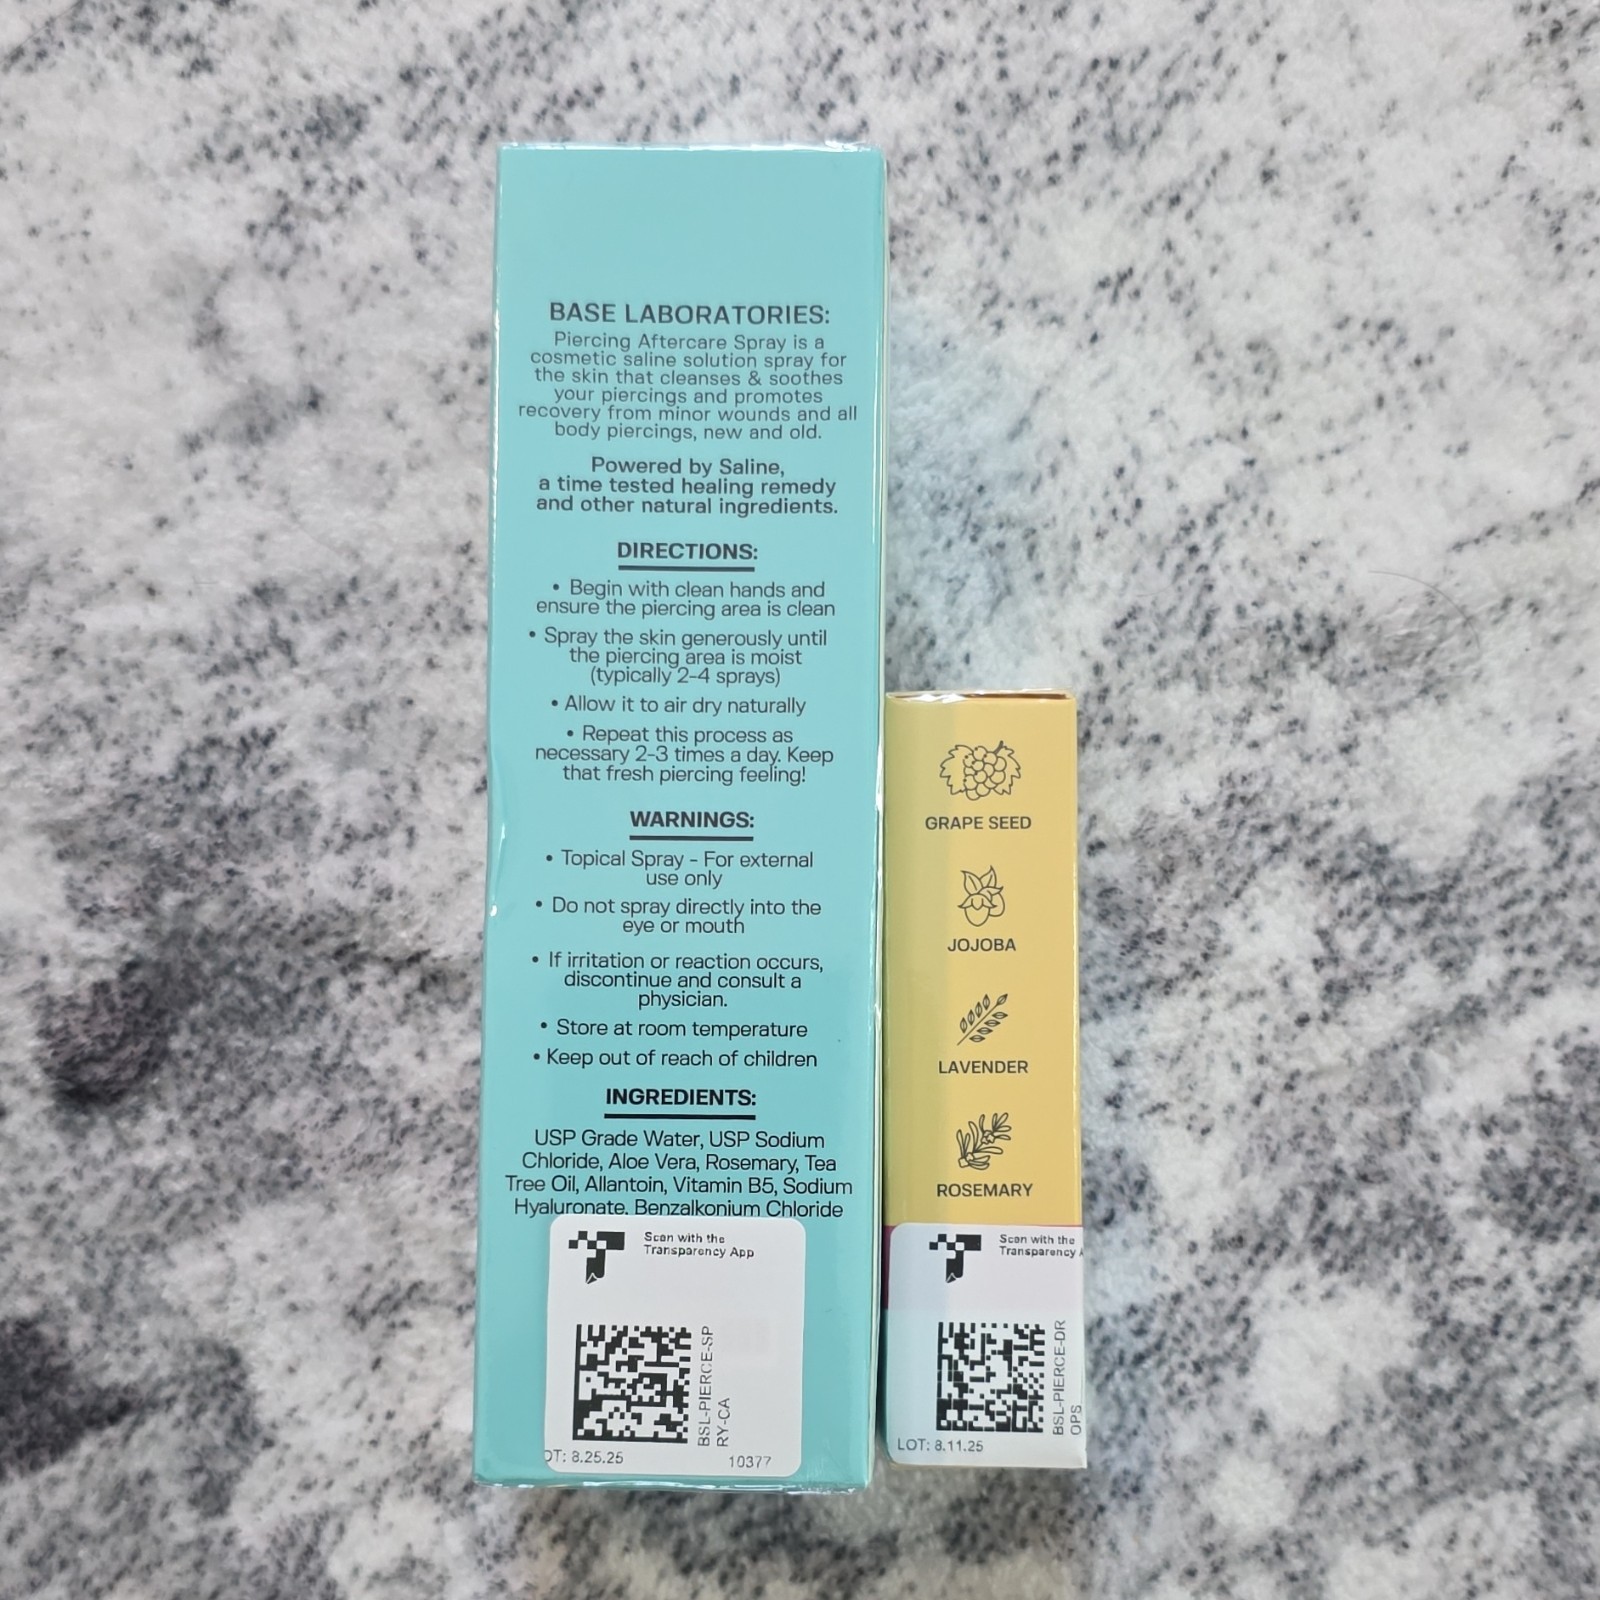 BASE LABORATORIES:
Piercing Aftercare Spray is a
cosmetic saline solution spray for
the skin that cleanses & soothes
your piercings and promotes
recovery from minor wounds and all
body piercings, new and old.
Powered by Saline,
a time tested healing remedy
and other natural ingredients.
DIRECTIONS:
• Begin with clean hands and
ensure the piercing area is clean
• Spray the skin generously until
the piercing area is moist
(typically 2-4 sprays)
• Allow it to air dry naturally
• Repeat this process as
necessary 2-3 times a day. Keep
that fresh piercing feeling!
WARNINGS:
• Topical Spray - For external
use only
• Do not spray directly into the
eye or mouth
• If irritation or reaction occurs,
discontinue and consult a
physician.
• Store at room temperature
• Keep out of reach of children
INGREDIENTS:
USP Grade Water, USP Sodium
Chloride, Aloe Vera, Rosemary, Tea
Tree Oil, Allantoin, Vitamin B5, Sodium
Hyaluronate, Benzalkonium Chloride
Scan with the
Transparency App
BSL-PIERCE-SP
RY-CA
OT: 8.25.25
10377
GRAPE SEED
JOJOBA
LAVENDER
ROSEMARY
Scan with the
Transparency A
BSL-PIERCE-DR
OPS
LOT: 8.11.25